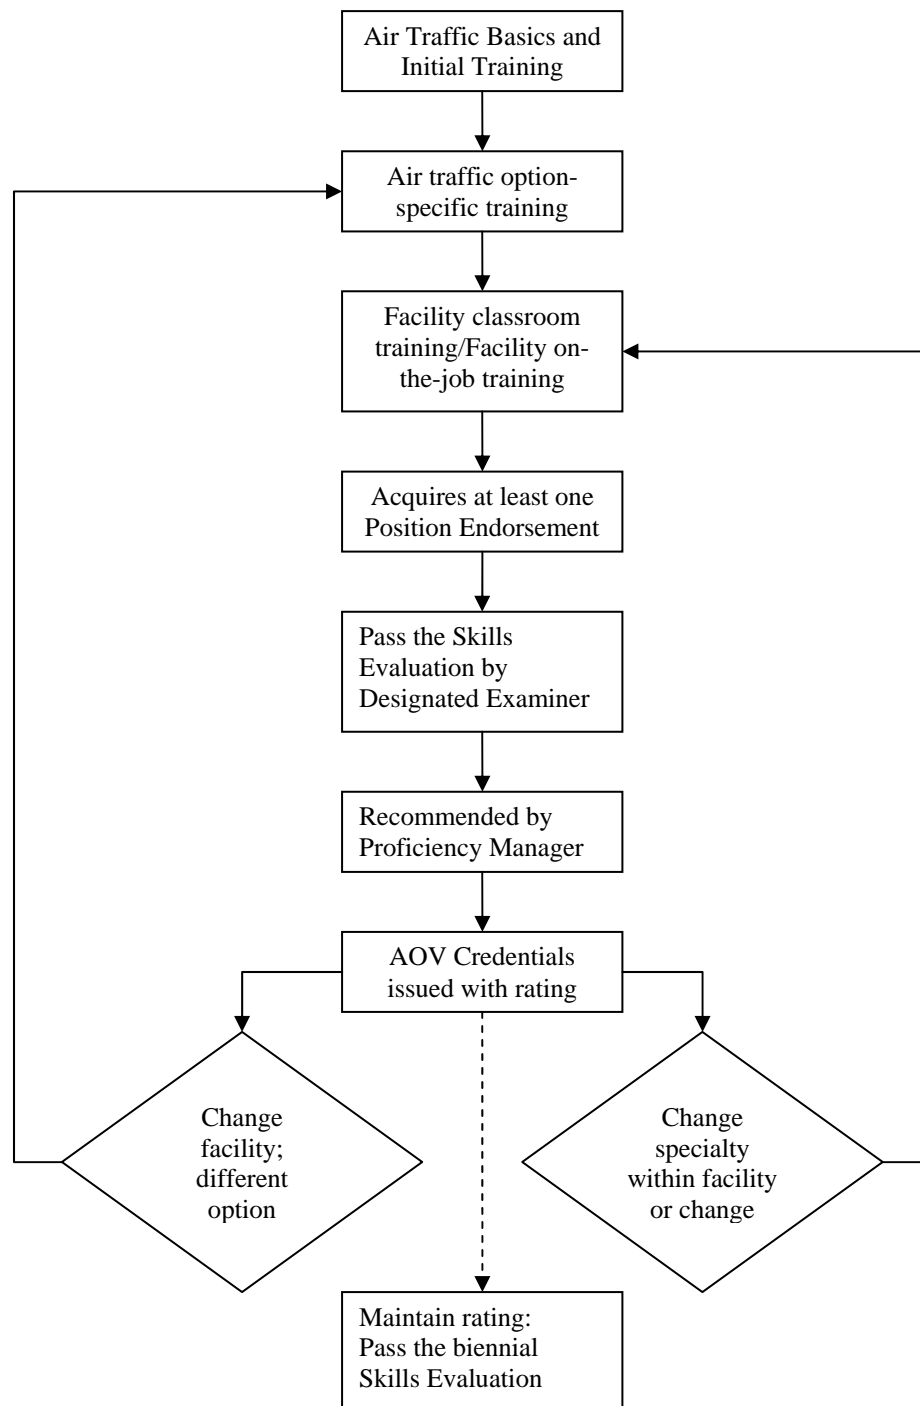 Air Traffic Basics and
Initial Training
Air traffic option-
specific training
Facility classroom
training/Facility on-
the-job training
Acquires at least one
Position Endorsement
Pass the Skills
Evaluation by
Designated Examiner
Recommended by
Proficiency Manager
AOV Credentials
issued with rating
Change
facility;
different
option
Change
specialty
within facility
or change
Maintain rating:
Pass the biennial
Skills Evaluation